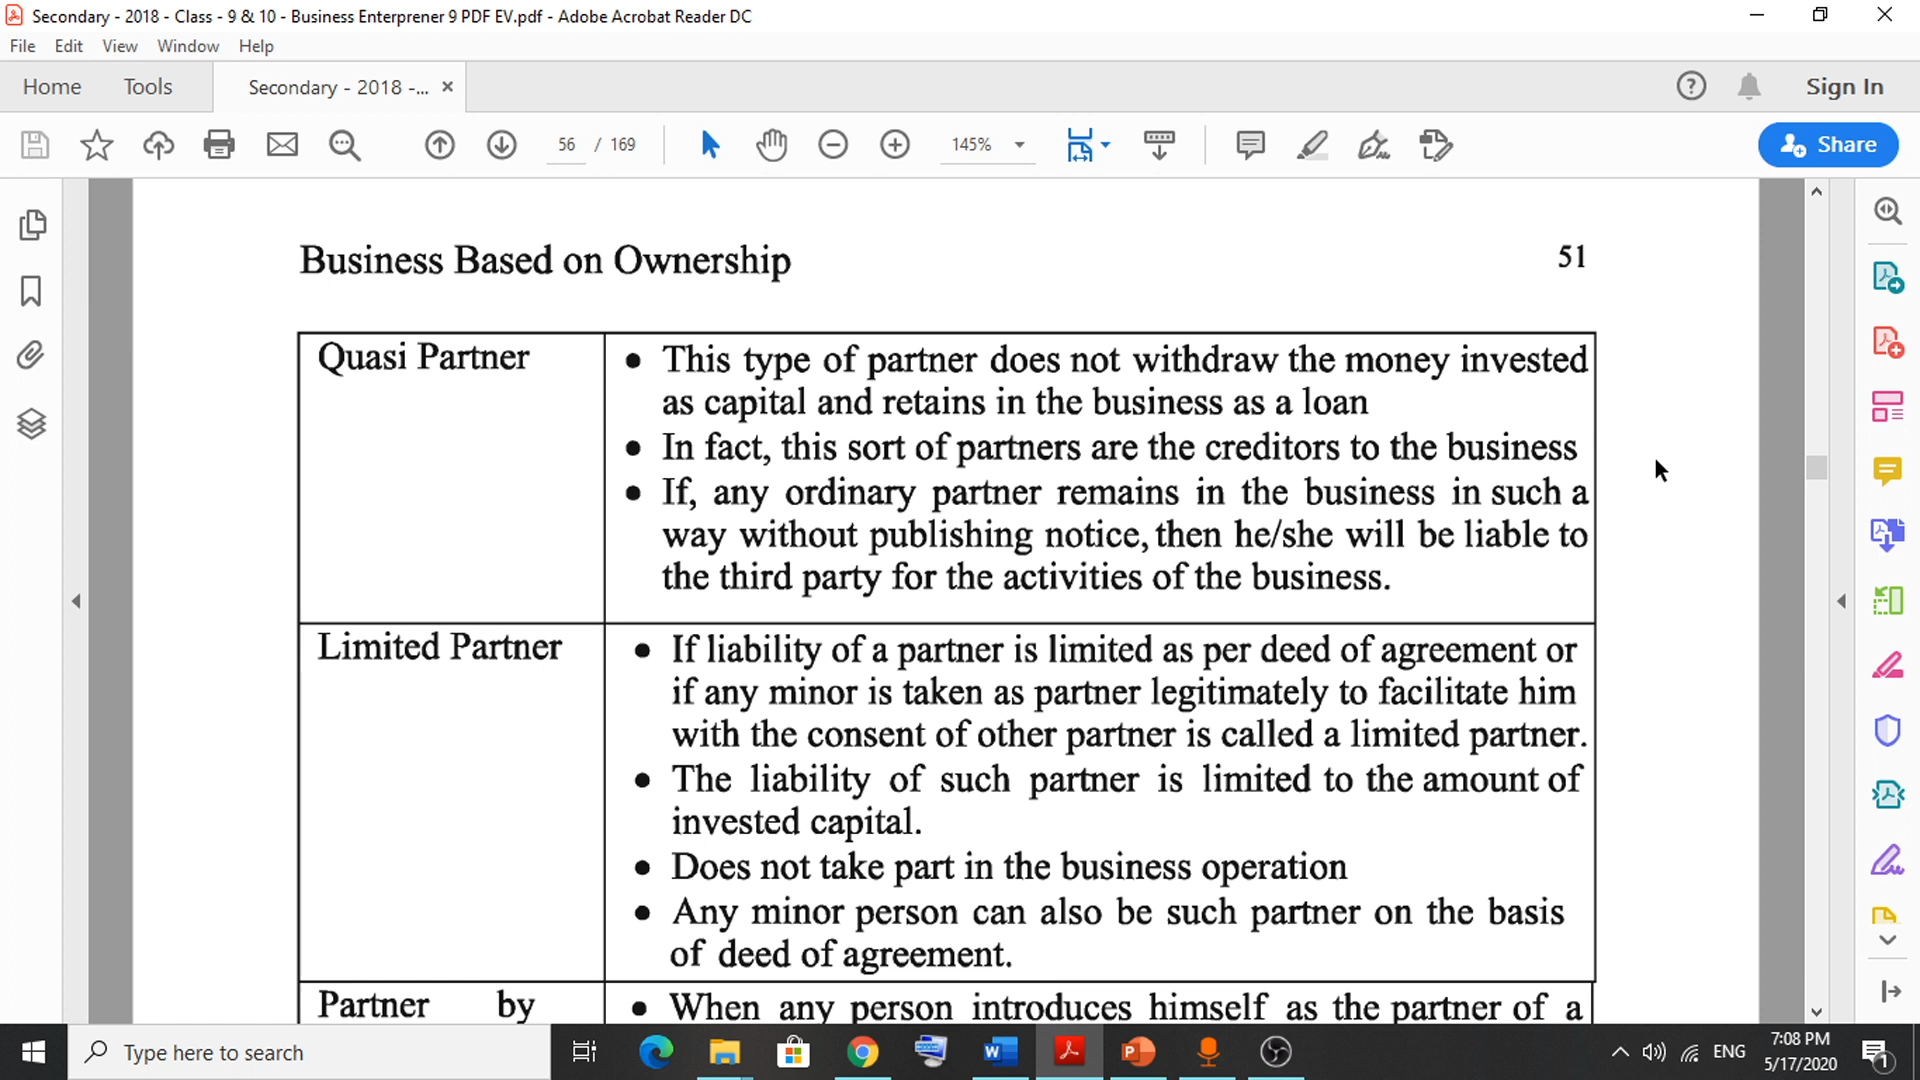 Secondary - 2018 - Class - 9 & 10 - Business Enterprener 9 PDF EV.pdf - Adobe Acrobat Reader DC
File Edit View Window Help
Home Tools Secondary - 2018 -... × Sign In
56 / 169 145% Share
Business Based on Ownership 51
Quasi Partner
• This type of partner does not withdraw the money invested
as capital and retains in the business as a loan
• In fact, this sort of partners are the creditors to the business
• If, any ordinary partner remains in the business in such a
way without publishing notice, then he/she will be liable to
the third party for the activities of the business.
Limited Partner
• If liability of a partner is limited as per deed of agreement or
if any minor is taken as partner legitimately to facilitate him
with the consent of other partner is called a limited partner.
• The liability of such partner is limited to the amount of
invested capital.
• Does not take part in the business operation
• Any minor person can also be such partner on the basis
of deed of agreement.
Partner by
• When any person introduces himself as the partner of a
Type here to search
ENG
7:08 PM
5/17/2020
1